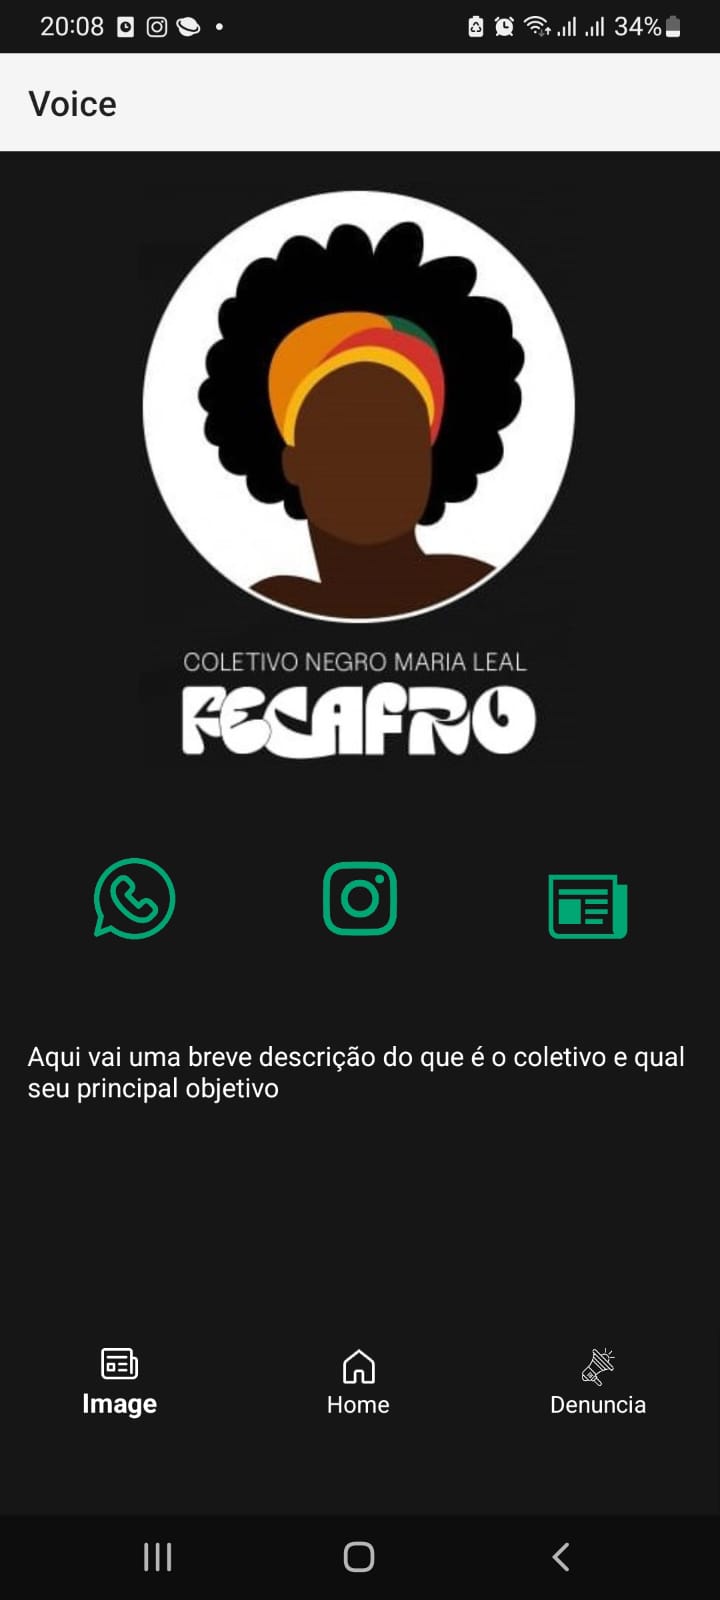 20:08
34%
Voice
COLETIVO NEGRO MARIA LEAL
FECAFRO
Aqui vai uma breve descrição do que é o coletivo e qual
seu principal objetivo
Image
Home
Denuncia